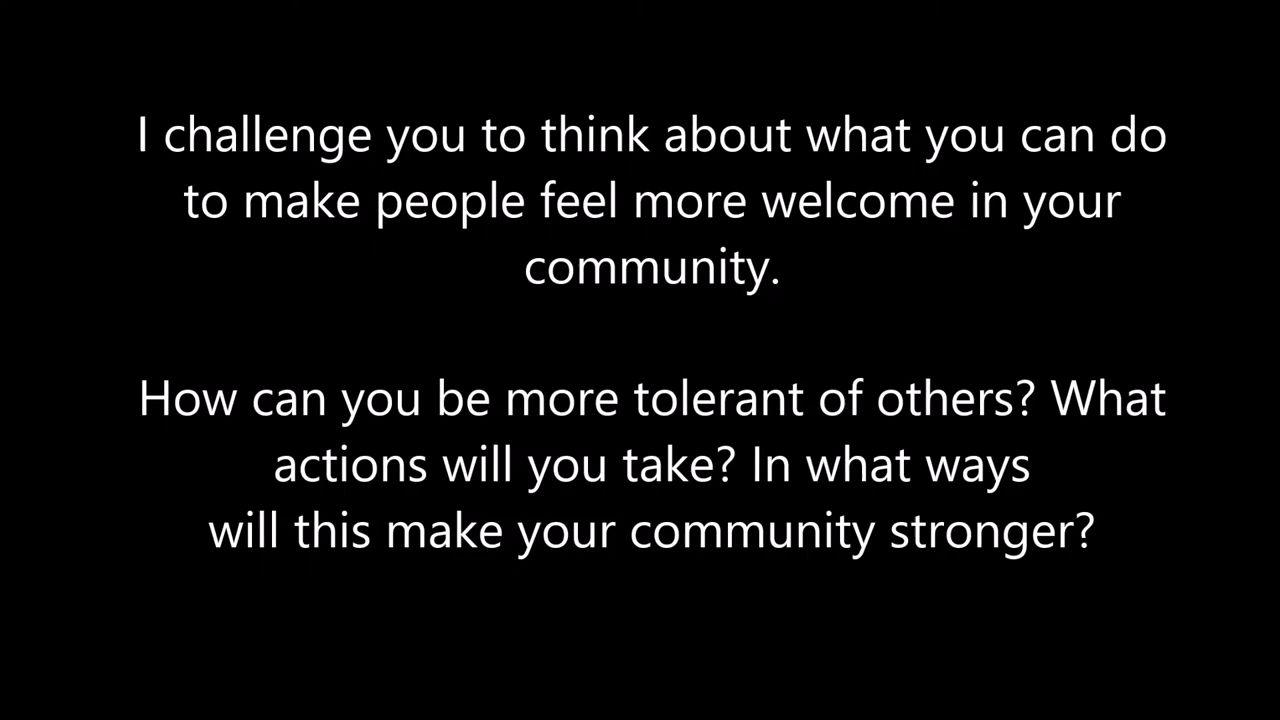 I challenge you to think about what you can do
to make people feel more welcome in your
community.
How can you be more tolerant of others? What
actions will you take? In what ways
will this make your community stronger?